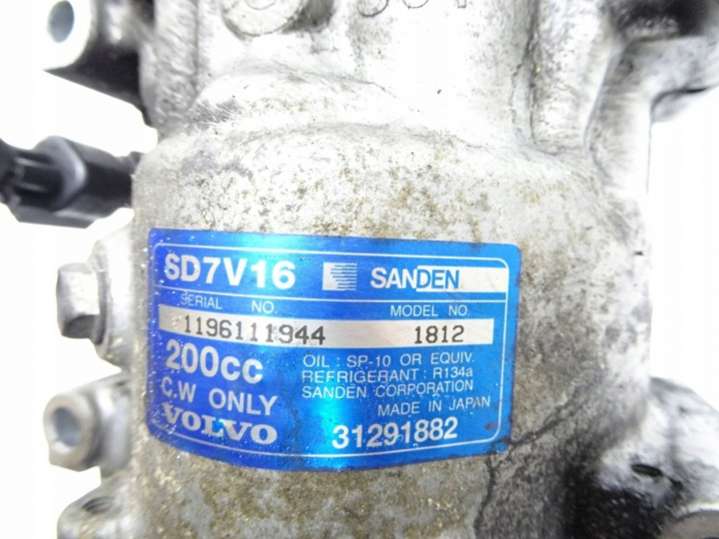 SD7V16 SANDEN
SERIAL NO. MODEL NO.
1196111944 1812
200cc OIL : SP-10 OR EQUIV.
REFRIGERANT : R134a
C.W ONLY SANDEN CORPORATION
MADE IN JAPAN
VOLVO 31291882